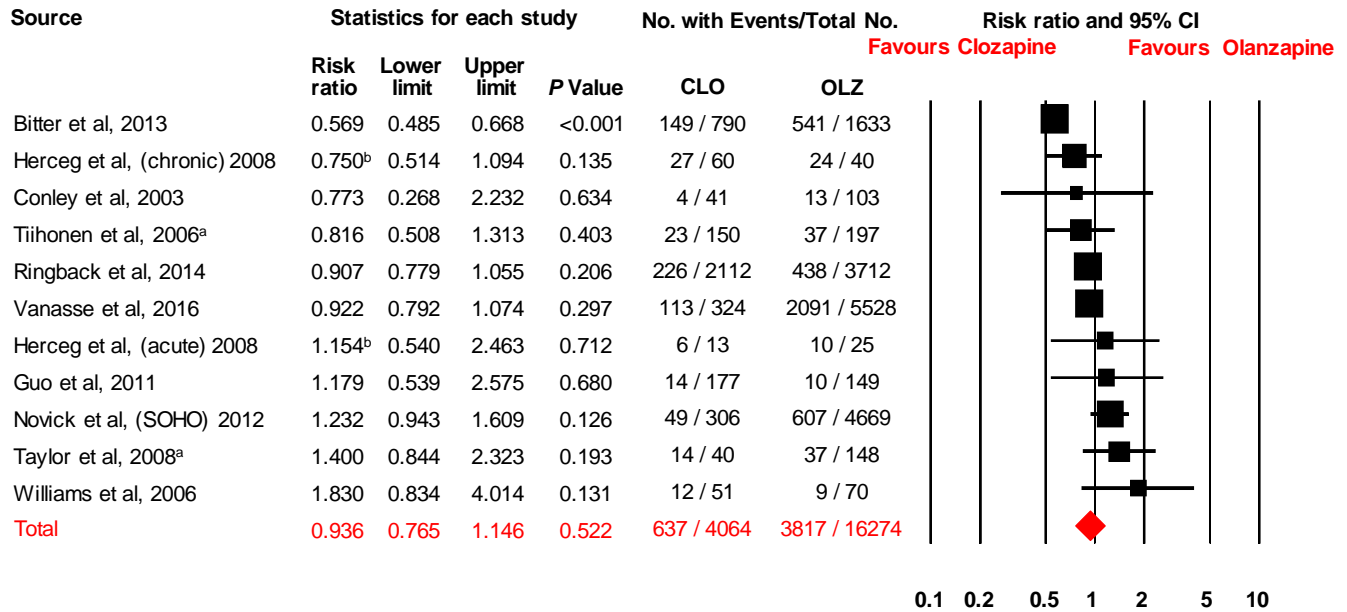 Source Statistics for each study No. with Events/Total No. Risk ratio and 95% CI
Favours Clozapine Favours Olanzapine
Risk ratio Lower limit Upper limit P Value CLO OLZ
Bitter et al, 2013 0.569 0.485 0.668 <0.001 149 / 790 541 / 1633
Herceg et al, (chronic) 2008 0.750ᵇ 0.514 1.094 0.135 27 / 60 24 / 40
Conley et al, 2003 0.773 0.268 2.232 0.634 4 / 41 13 / 103
Tiihonen et al, 2006ᵃ 0.816 0.508 1.313 0.403 23 / 150 37 / 197
Ringback et al, 2014 0.907 0.779 1.055 0.206 226 / 2112 438 / 3712
Vanasse et al, 2016 0.922 0.792 1.074 0.297 113 / 324 2091 / 5528
Herceg et al, (acute) 2008 1.154ᵇ 0.540 2.463 0.712 6 / 13 10 / 25
Guo et al, 2011 1.179 0.539 2.575 0.680 14 / 177 10 / 149
Novick et al, (SOHO) 2012 1.232 0.943 1.609 0.126 49 / 306 607 / 4669
Taylor et al, 2008ᵃ 1.400 0.844 2.323 0.193 14 / 40 37 / 148
Williams et al, 2006 1.830 0.834 4.014 0.131 12 / 51 9 / 70
Total 0.936 0.765 1.146 0.522 637 / 4064 3817 / 16274
0.1 0.2 0.5 1 2 5 10